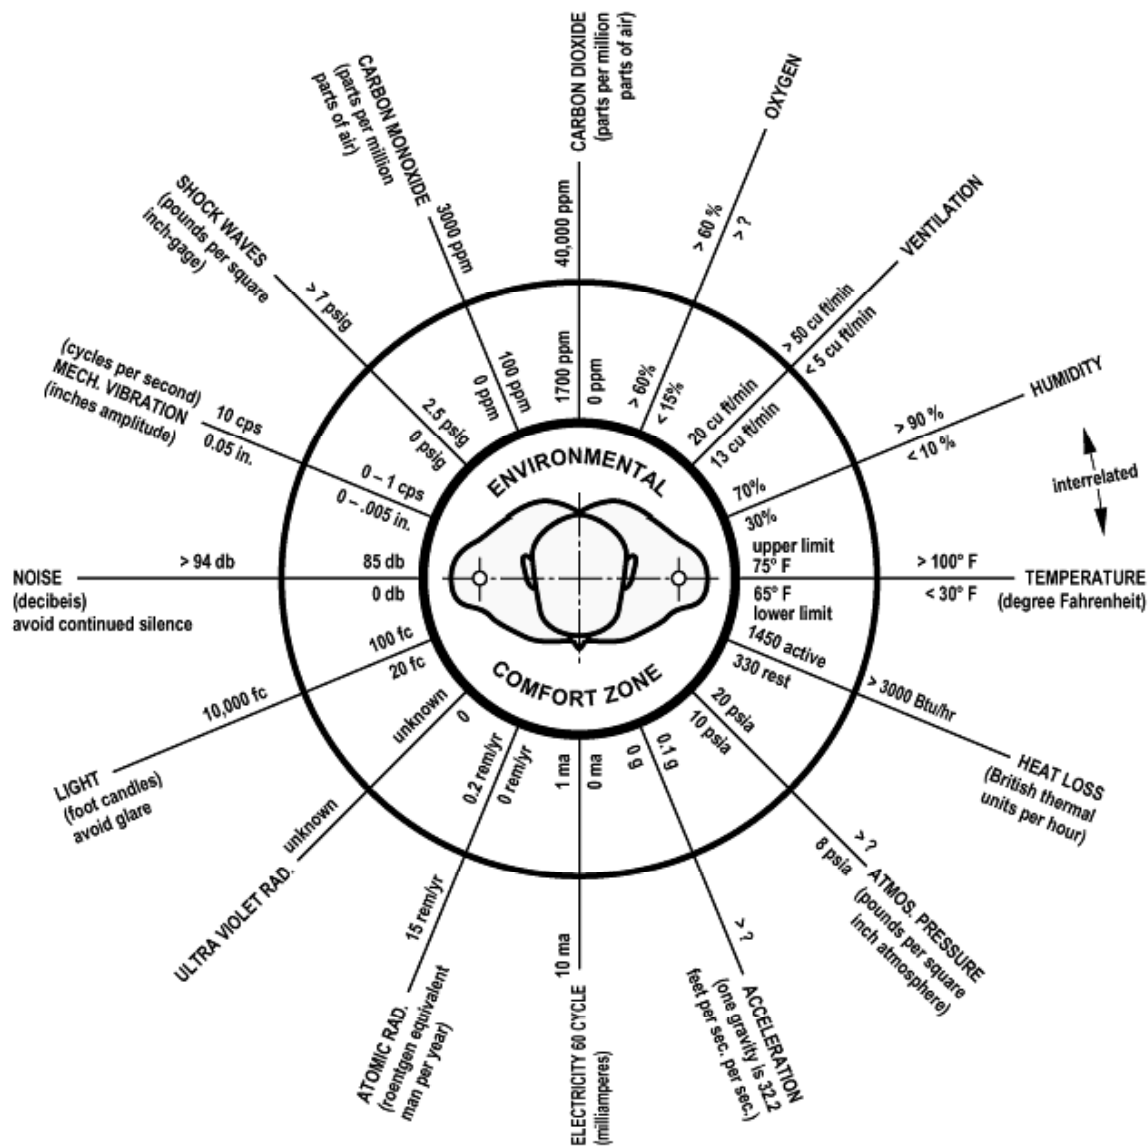 CARBON DIOXIDE
(parts per million
parts of air)
40,000 ppm
1700 ppm
0 ppm
OXYGEN
> 60 %
> ?
> 60%
< 15%
VENTILATION
> 50 cu ft/min
< 5 cu ft/min
20 cu ft/min
13 cu ft/min
HUMIDITY
> 90 %
< 10 %
70%
30%
interrelated
upper limit
75° F
65° F
lower limit
> 100° F
< 30° F
TEMPERATURE
(degree Fahrenheit)
1450 active
330 rest
> 3000 Btu/hr
HEAT LOSS
(British thermal
units per hour)
20 psia
10 psia
> ?
8 psia
ATMOS. PRESSURE
(pounds per square
inch atmosphere)
0.1 g
0 g
> ?
ACCELERATION
(one gravity is 32.2
feet per sec. per sec.)
1 ma
0 ma
10 ma
ELECTRICITY 60 CYCLE
(milliamperes)
0.2 rem/yr
0 rem/yr
15 rem/yr
ATOMIC RAD.
(roentgen equivalent
man per year)
unknown
0
unknown
ULTRA VIOLET RAD.
100 fc
20 fc
10,000 fc
LIGHT
(foot candles)
avoid glare
85 db
0 db
> 94 db
NOISE
(decibeis)
avoid continued silence
0 – 1 cps
0 – .005 in.
10 cps
0.05 in.
(cycles per second)
MECH. VIBRATION
(inches amplitude)
2.5 psig
0 psig
> 7 psig
SHOCK WAVES
(pounds per square
inch-gage)
100 ppm
0 ppm
3000 ppm
CARBON MONOXIDE
(parts per million
parts of air)
ENVIRONMENTAL
COMFORT ZONE